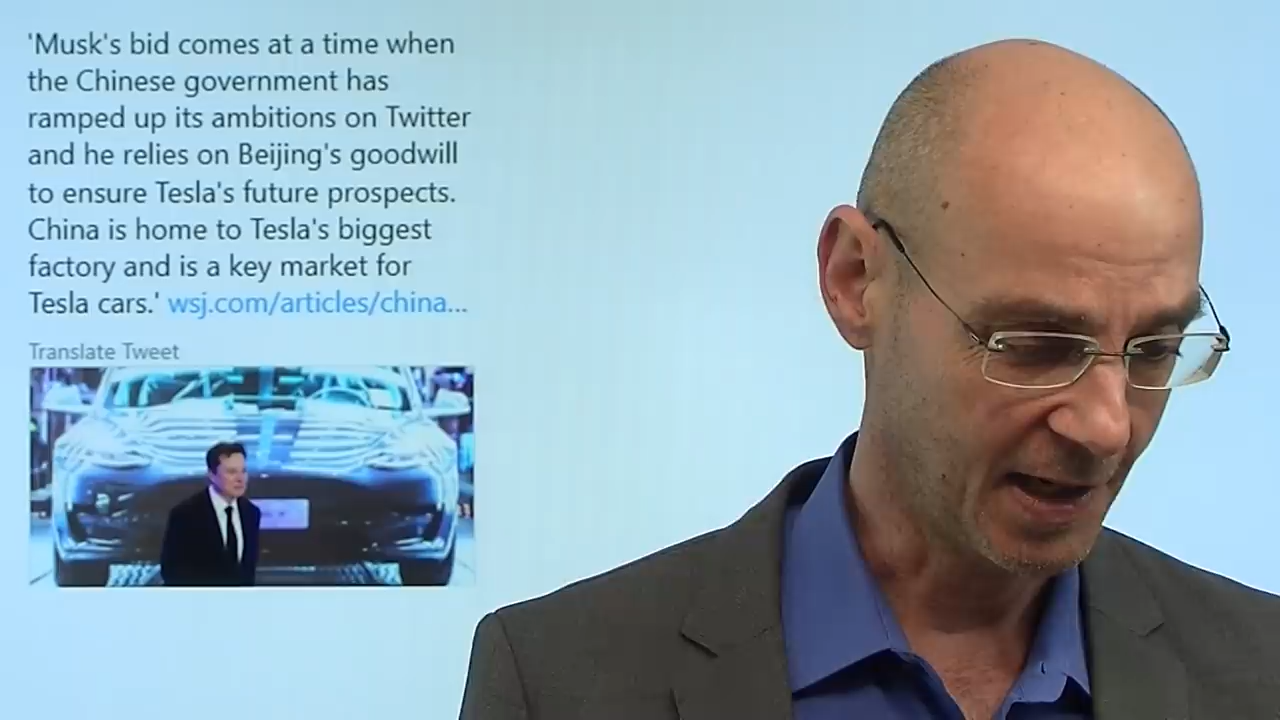 'Musk's bid comes at a time when
the Chinese government has
ramped up its ambitions on Twitter
and he relies on Beijing's goodwill
to ensure Tesla's future prospects.
China is home to Tesla's biggest
factory and is a key market for
Tesla cars.' wsj.com/articles/china...
Translate Tweet